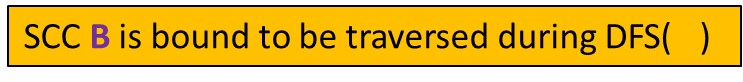 SCC B is bound to be traversed during DFS( )